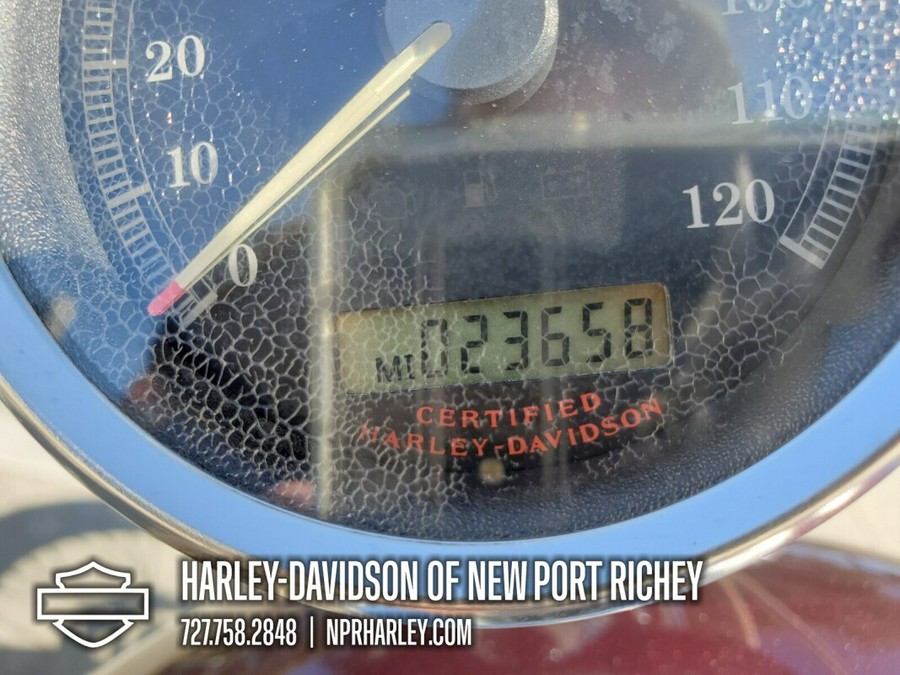 20
10
0
110
120
MI 023658
CERTIFIED
HARLEY-DAVIDSON
HARLEY-DAVIDSON OF NEW PORT RICHEY
727.758.2848 | NPRHARLEY.COM